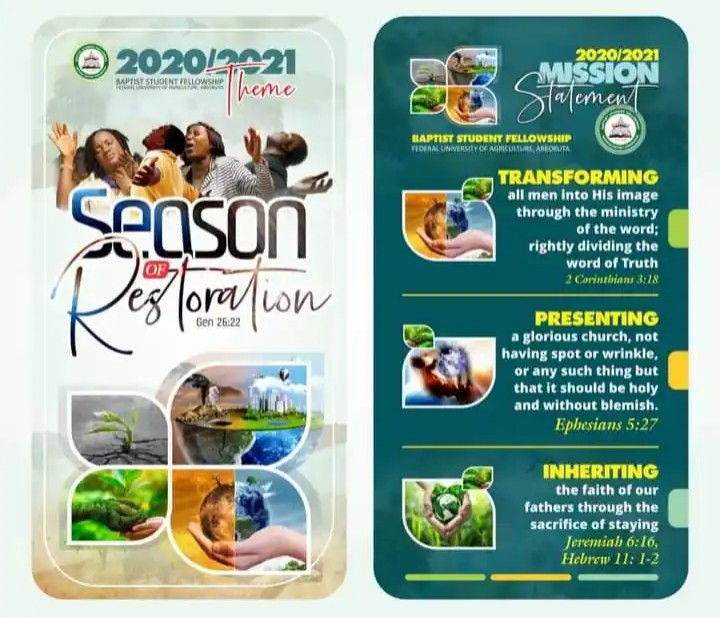 2020/2021
BAPTIST STUDENT FELLOWSHIP
FEDERAL UNIVERSITY OF AGRICULTURE, ABEOKUTA.
Theme
Season
OF
Restoration
Gen 26:22
2020/2021
MISSION
Statement
BAPTIST STUDENT FELLOWSHIP
FEDERAL UNIVERSITY OF AGRICULTURE, ABEOKUTA.
TRANSFORMING
all men into His image
through the ministry
of the word;
rightly dividing the
word of Truth
2 Corinthians 3:18
PRESENTING
a glorious church, not
having spot or wrinkle,
or any such thing but
that it should be holy
and without blemish.
Ephesians 5:27
INHERITING
the faith of our
fathers through the
sacrifice of staying
Jeremiah 6:16,
Hebrew 11: 1-2